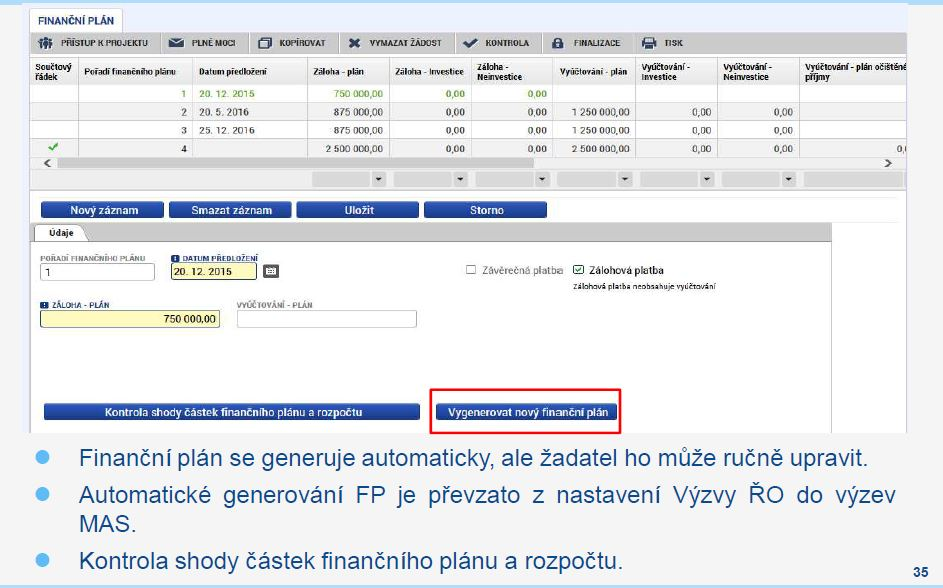 FINANČNÍ PLÁN
PŘÍSTUP K PROJEKTU PLNÉ MOCI KOPÍROVAT VYMAZAT ŽÁDOST KONTROLA FINALIZACE TISK
Součtový řádek Pořadí finančního plánu Datum předložení Záloha - plán Záloha - Investice Záloha - Neinvestice Vyúčtování - plán Vyúčtování - Investice Vyúčtování - Neinvestice Vyúčtování - plán očištěné příjmy
1 20. 12. 2015 750 000,00 0,00 0,00
2 20. 5. 2016 875 000,00 0,00 0,00 1 250 000,00 0,00 0,00
3 25. 12. 2016 875 000,00 0,00 0,00 1 250 000,00 0,00 0,00
4 2 500 000,00 0,00 0,00 2 500 000,00 0,00 0,00 0,0
Nový záznam Smazat záznam Uložit Storno
Údaje
POŘADÍ FINANČNÍHO PLÁNU DATUM PŘEDLOŽENÍ
1 20. 12. 2015 Závěrečná platba Zálohová platba
Zálohová platba neobsahuje vyúčtování
ZÁLOHA - PLÁN VYÚČTOVÁNÍ - PLÁN
750 000,00
Kontrola shody částek finančního plánu a rozpočtu Vygenerovat nový finanční plán
Finanční plán se generuje automaticky, ale žadatel ho může ručně upravit.
Automatické generování FP je převzato z nastavení Výzvy ŘO do výzev
MAS.
Kontrola shody částek finančního plánu a rozpočtu.
35